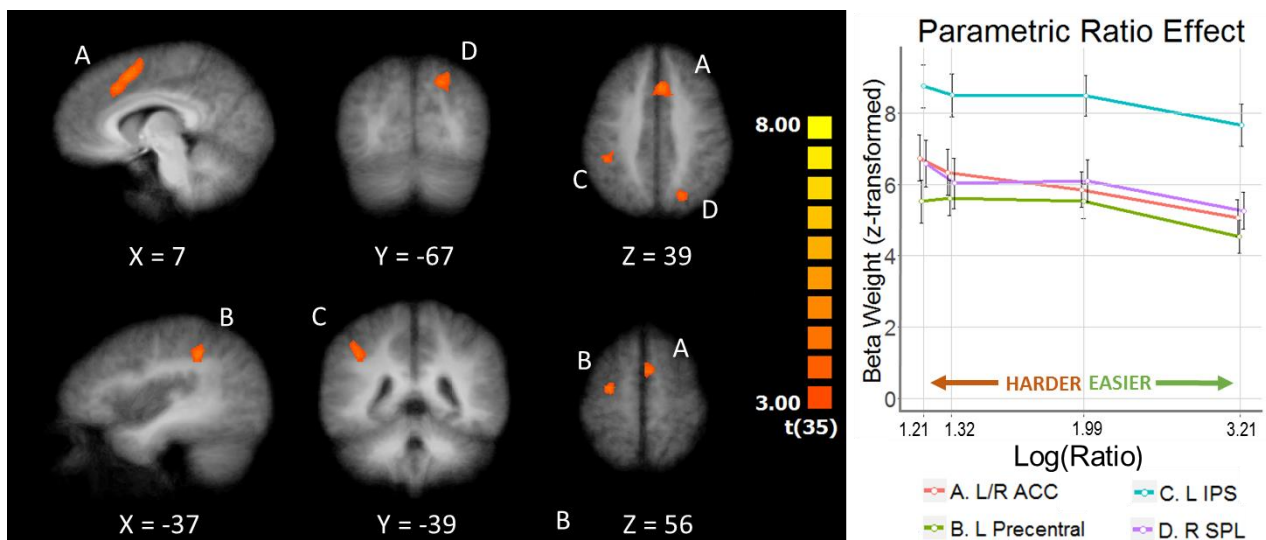 A
D
A
C
D
X = 7
Y = -67
Z = 39
B
C
B
A
X = -37
Y = -39
B
Z = 56
8.00
3.00
t(35)
Parametric Ratio Effect
Beta Weight (z-transformed)
8
6
4
2
0
HARDER EASIER
1.21 1.32 1.99 3.21
Log(Ratio)
A. L/R ACC
C. L IPS
B. L Precentral
D. R SPL